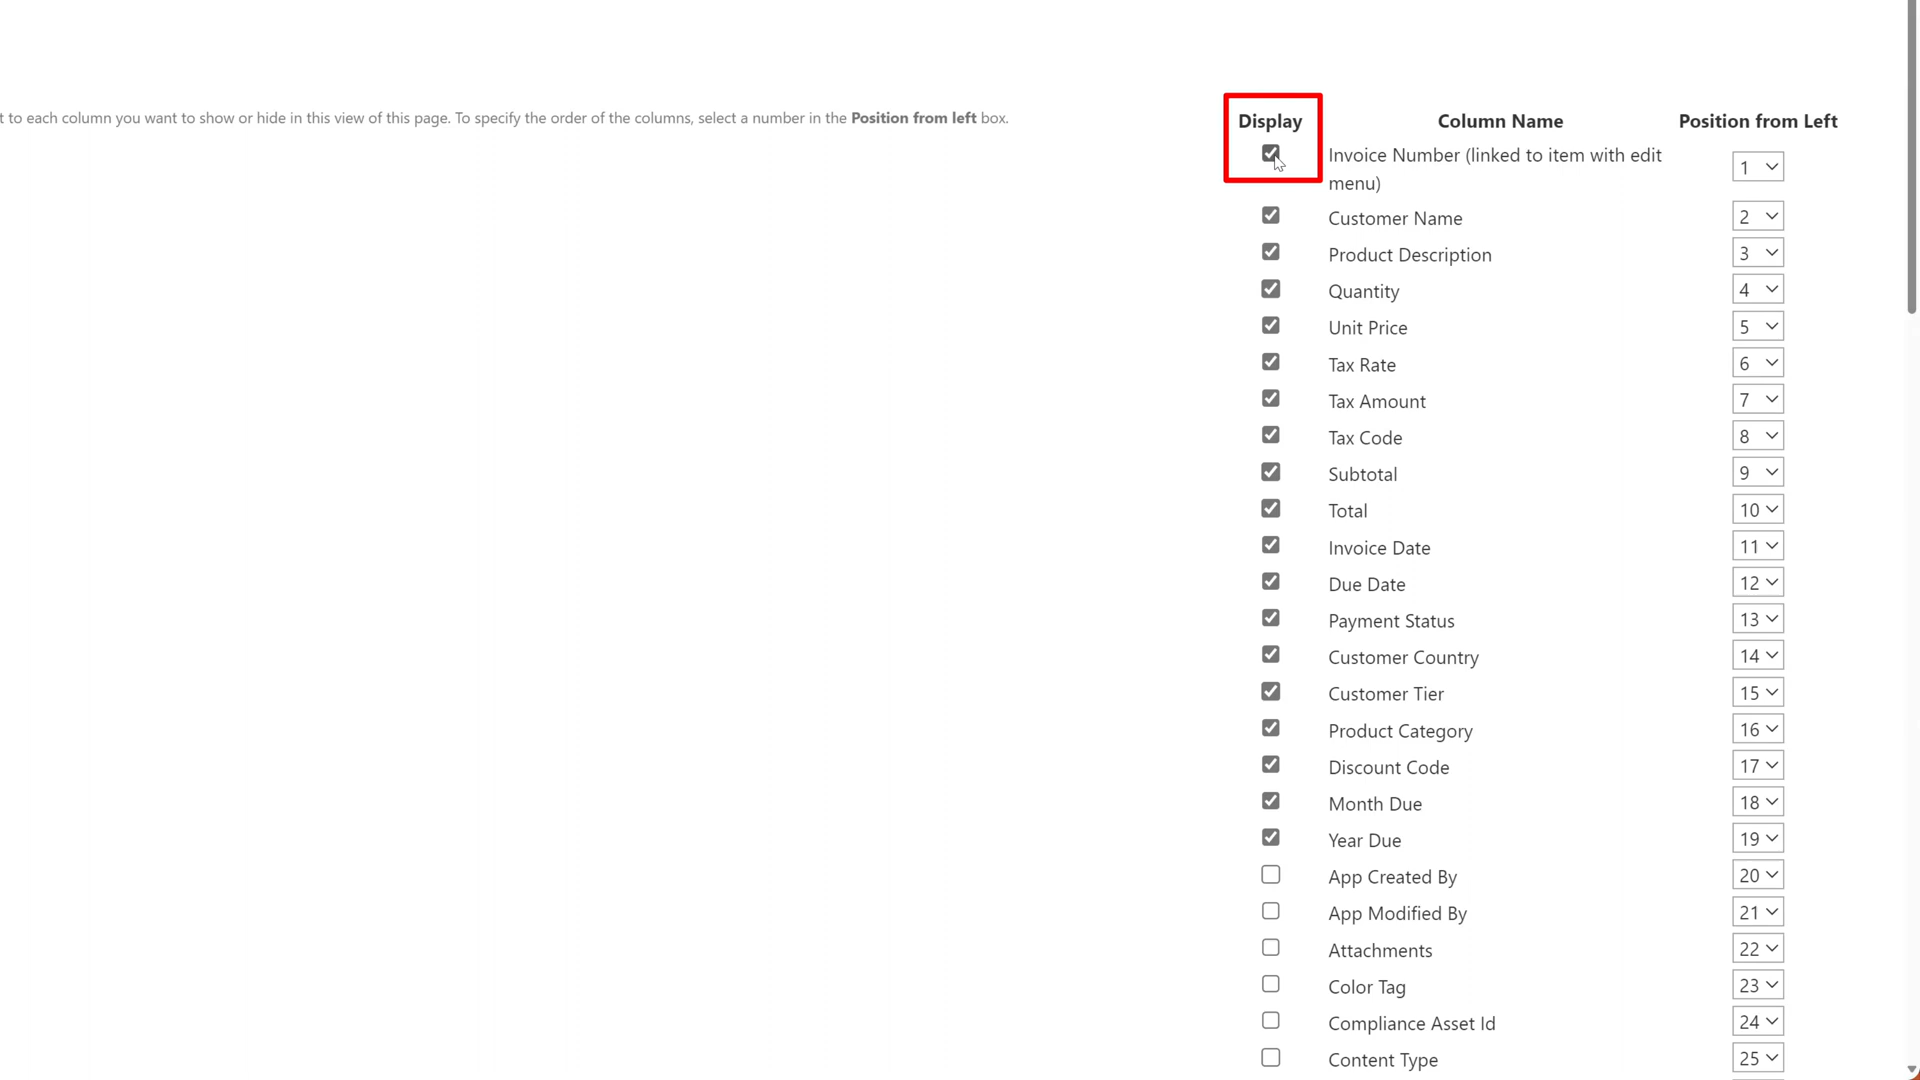 t to each column you want to show or hide in this view of this page. To specify the order of the columns, select a number in the Position from left box.
Display Column Name Position from Left
Invoice Number (linked to item with edit menu) 1
Customer Name 2
Product Description 3
Quantity 4
Unit Price 5
Tax Rate 6
Tax Amount 7
Tax Code 8
Subtotal 9
Total 10
Invoice Date 11
Due Date 12
Payment Status 13
Customer Country 14
Customer Tier 15
Product Category 16
Discount Code 17
Month Due 18
Year Due 19
App Created By 20
App Modified By 21
Attachments 22
Color Tag 23
Compliance Asset Id 24
Content Type 25